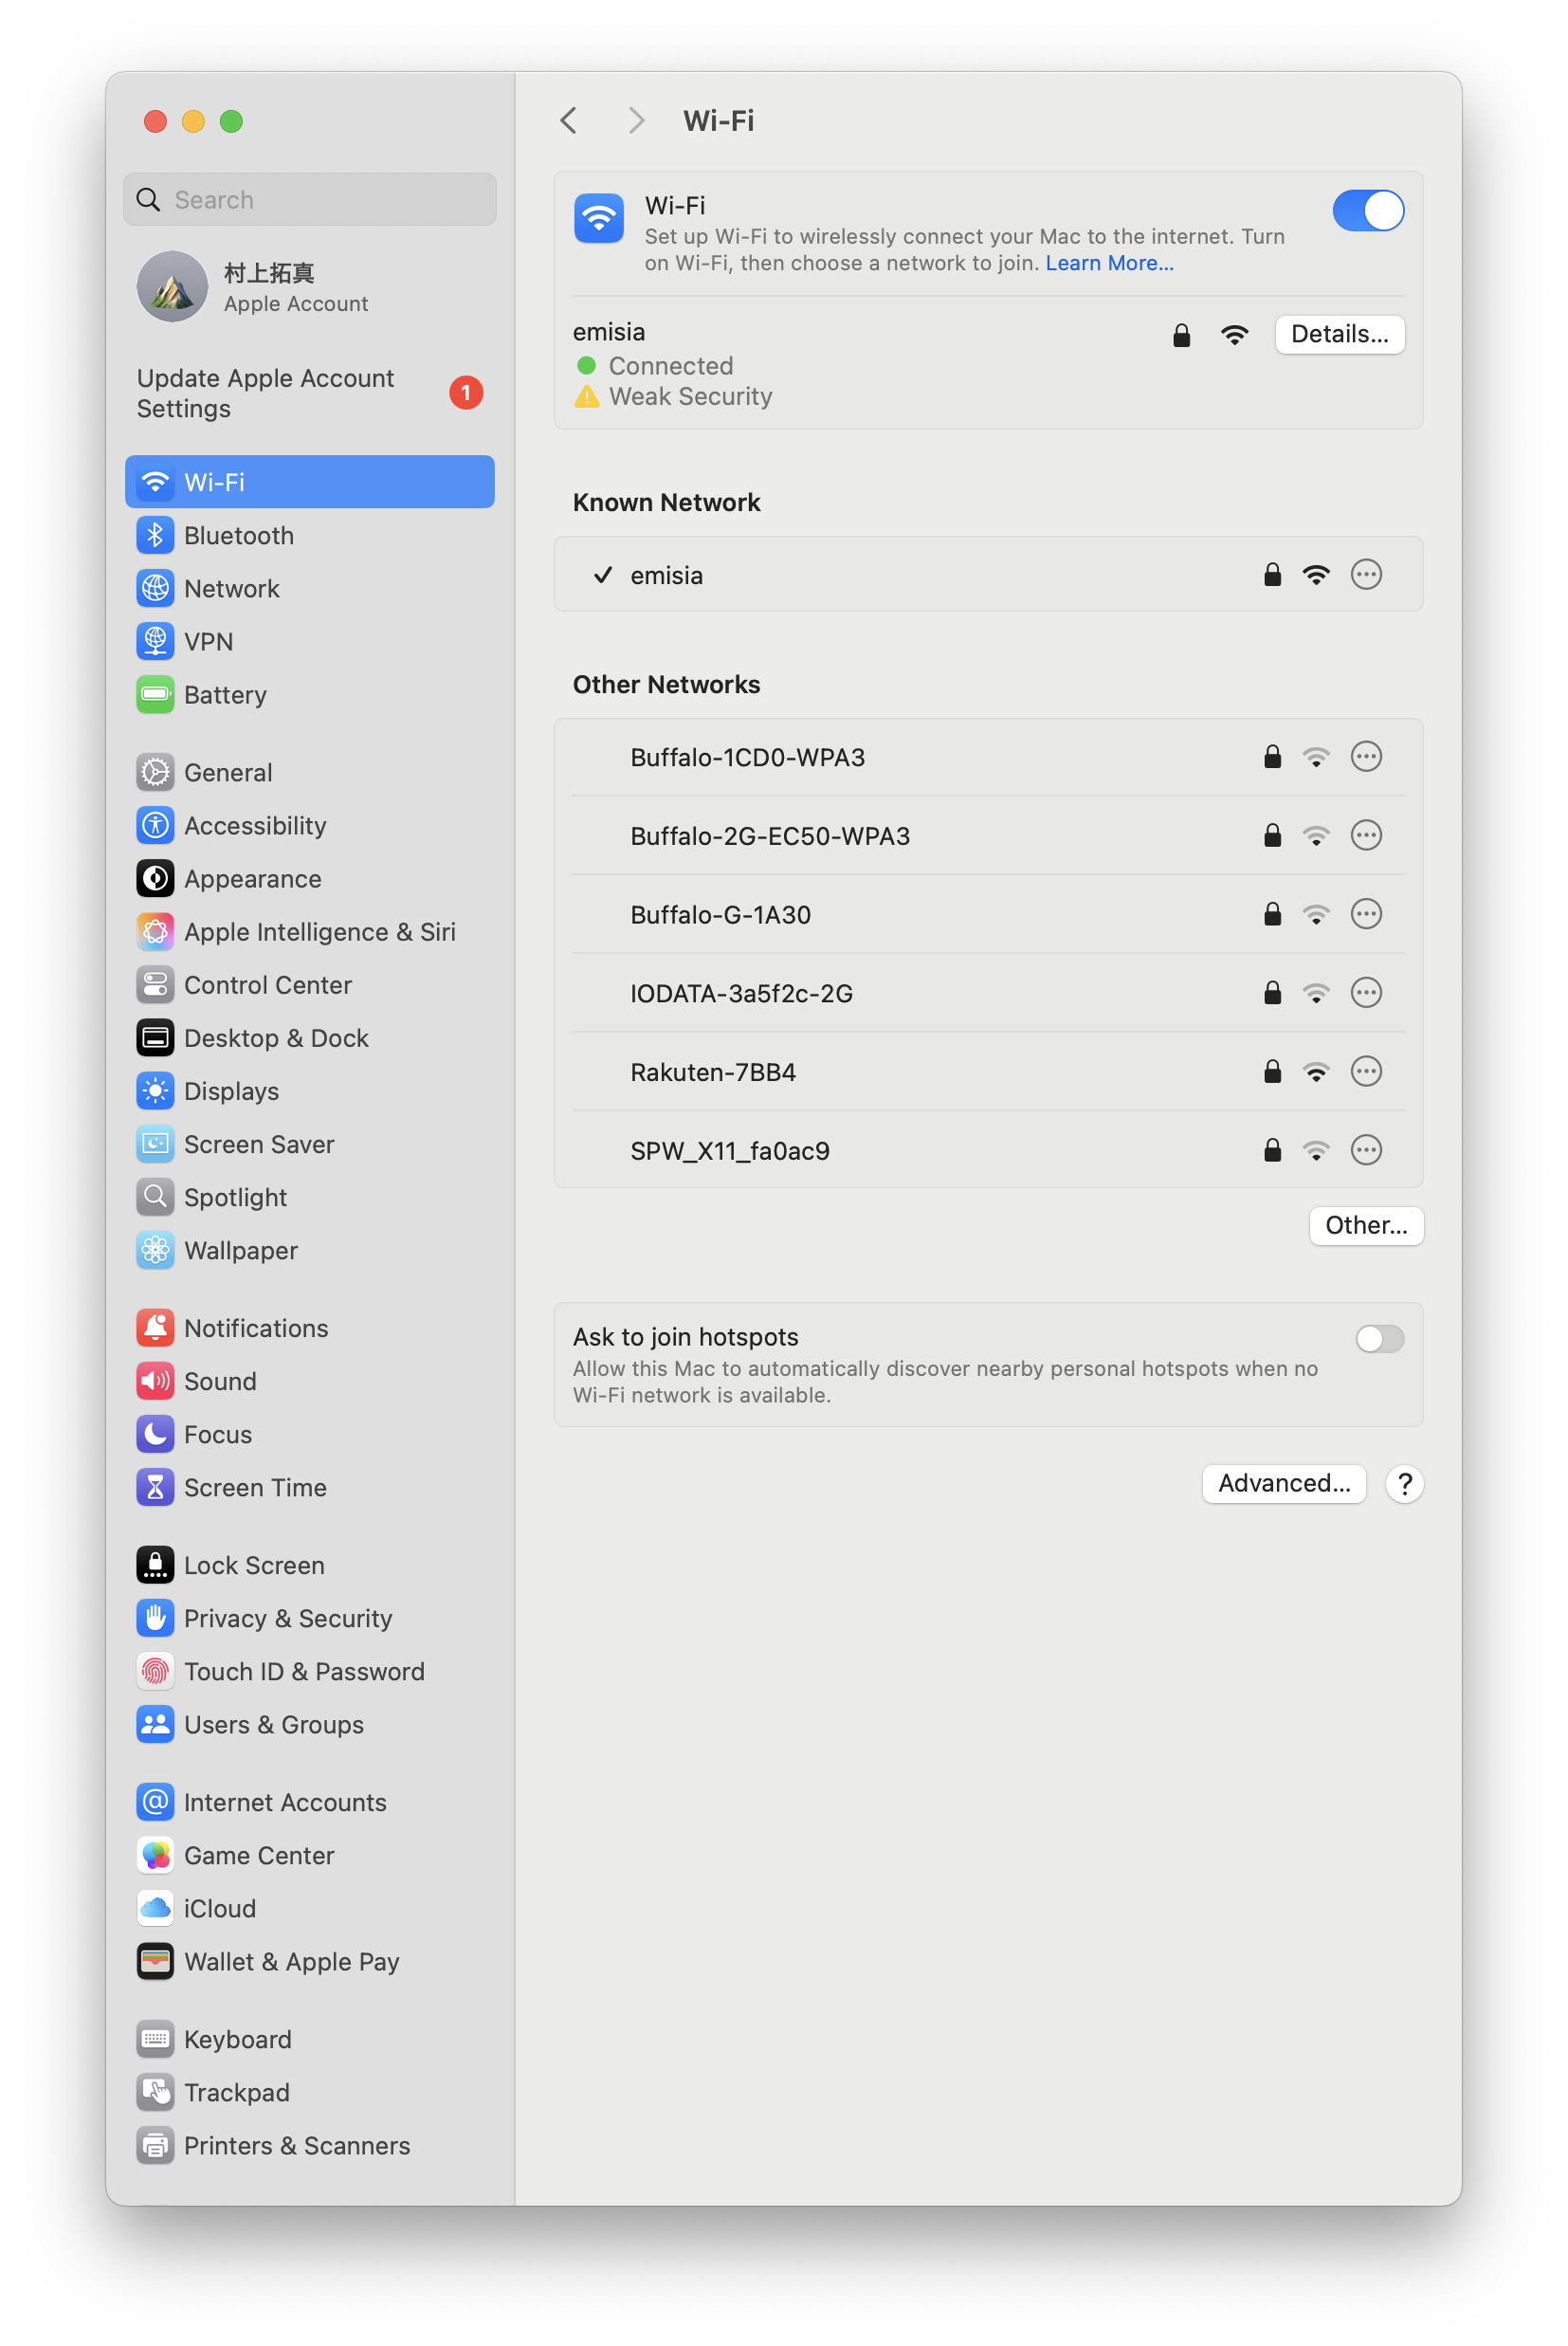 Search
村上拓真
Apple Account
Update Apple Account
Settings
1
Wi-Fi
Bluetooth
Network
VPN
Battery
General
Accessibility
Appearance
Apple Intelligence & Siri
Control Center
Desktop & Dock
Displays
Screen Saver
Spotlight
Wallpaper
Notifications
Sound
Focus
Screen Time
Lock Screen
Privacy & Security
Touch ID & Password
Users & Groups
Internet Accounts
Game Center
iCloud
Wallet & Apple Pay
Keyboard
Trackpad
Printers & Scanners
Wi-Fi
Wi-Fi
Set up Wi-Fi to wirelessly connect your Mac to the internet. Turn
on Wi-Fi, then choose a network to join. Learn More...
emisia
Details...
Connected
Weak Security
Known Network
emisia
Other Networks
Buffalo-1CD0-WPA3
Buffalo-2G-EC50-WPA3
Buffalo-G-1A30
IODATA-3a5f2c-2G
Rakuten-7BB4
SPW_X11_fa0ac9
Other...
Ask to join hotspots
Allow this Mac to automatically discover nearby personal hotspots when no
Wi-Fi network is available.
Advanced...
?